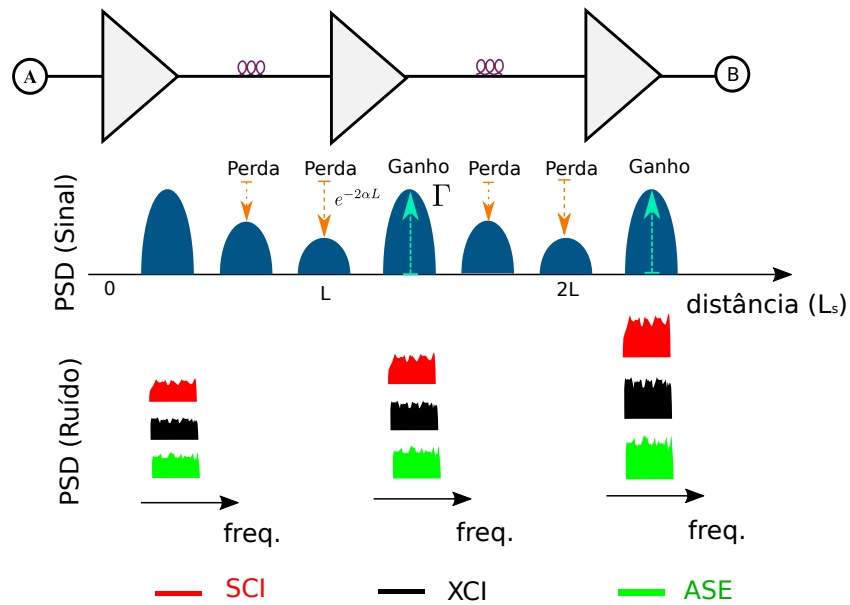 A
B
Perda Perda Ganho Perda Perda Ganho
e^{-2αL} Γ
PSD (Sinal)
0 L 2L
distância (Lₛ)
PSD (Ruído)
freq. freq. freq.
SCI XCI ASE